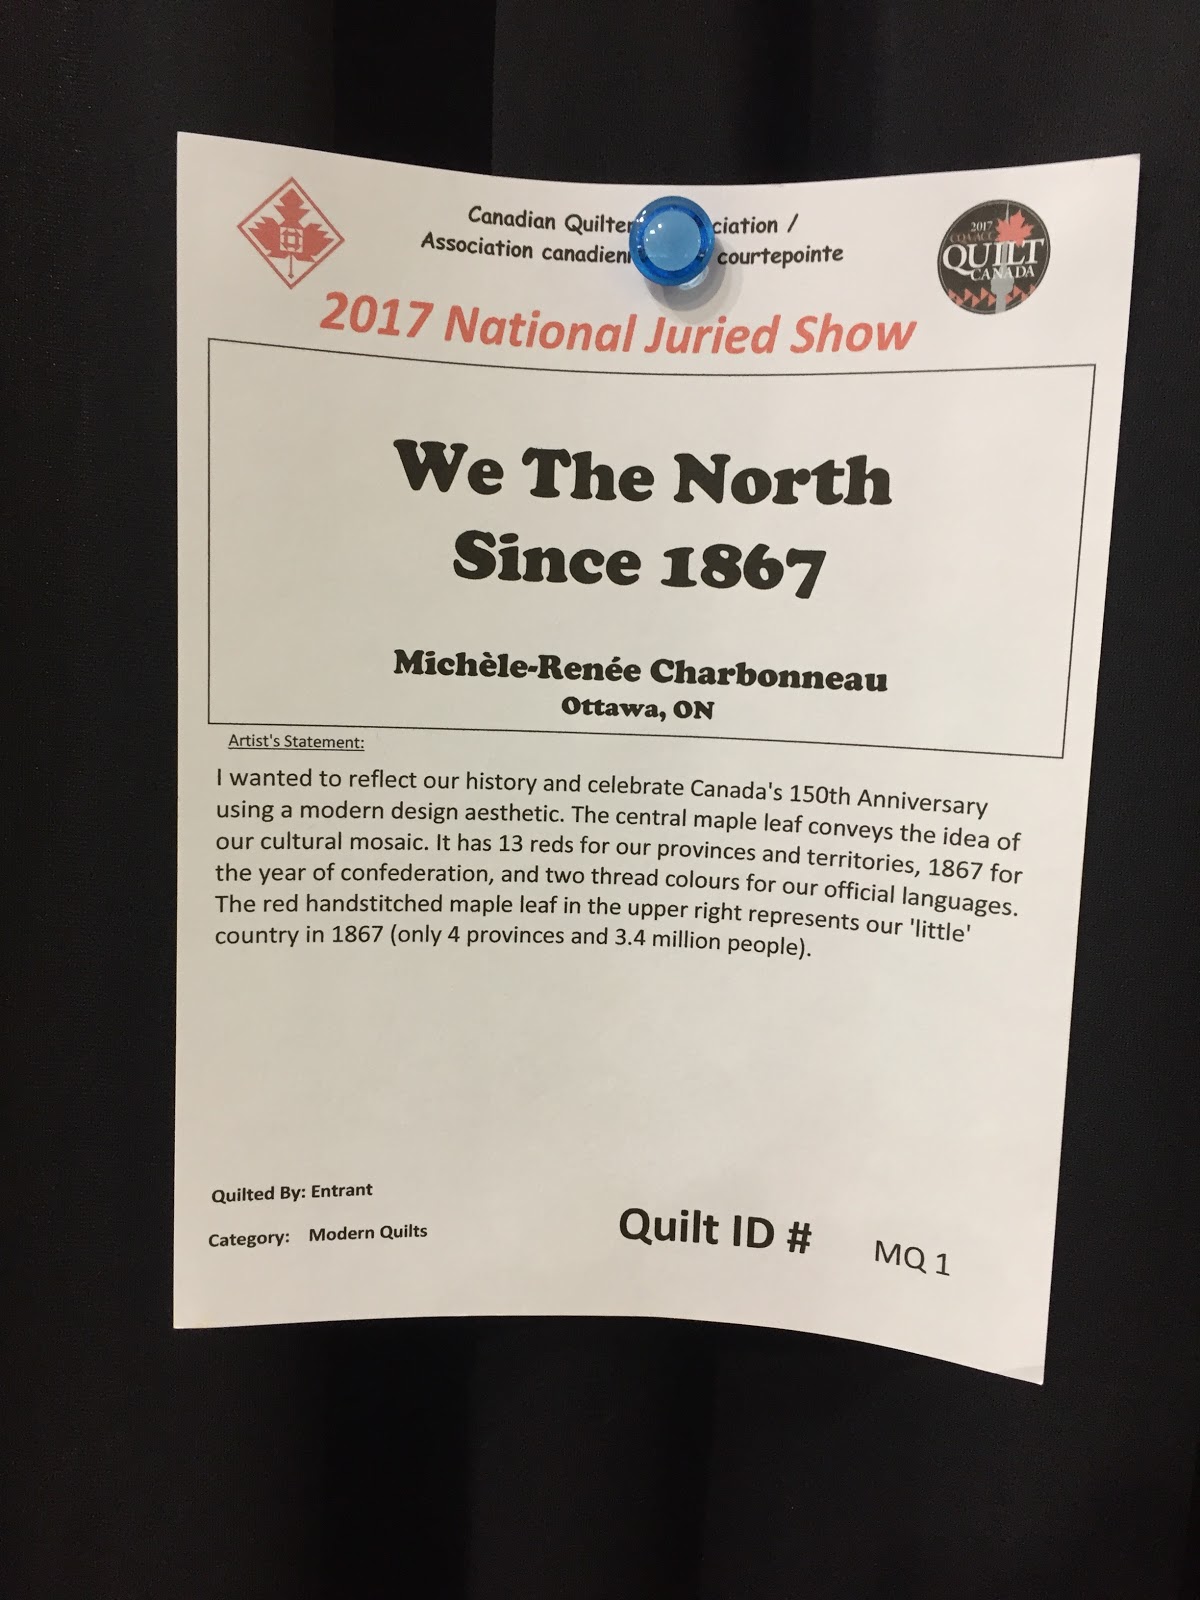 Canadian Quilter ciation /
Association canadien courtepointe
2017
QUILT
CANADA
2017 National Juried Show
We The North
Since 1867
Michèle-Renée Charbonneau
Ottawa, ON
Artist's Statement:
I wanted to reflect our history and celebrate Canada's 150th Anniversary
using a modern design aesthetic. The central maple leaf conveys the idea of
our cultural mosaic. It has 13 reds for our provinces and territories, 1867 for
the year of confederation, and two thread colours for our official languages.
The red handstitched maple leaf in the upper right represents our 'little'
country in 1867 (only 4 provinces and 3.4 million people).
Quilted By: Entrant
Category: Modern Quilts
Quilt ID # MQ 1